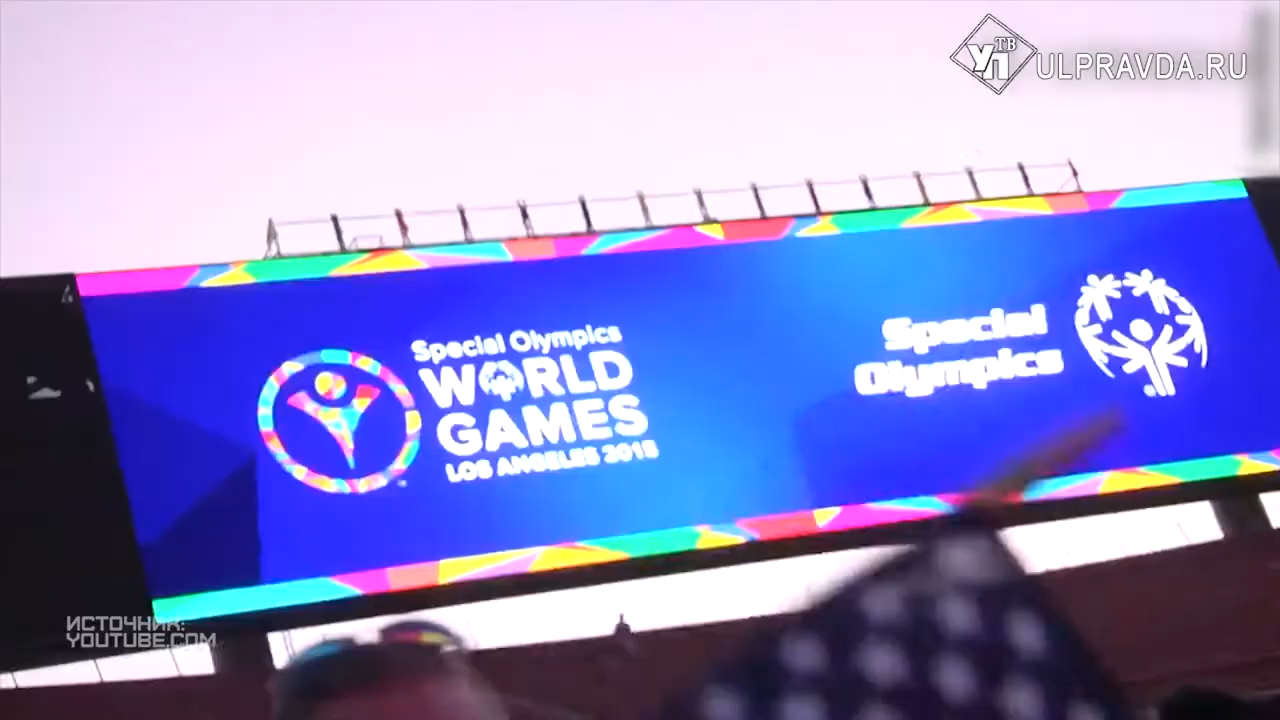 УП ТВ
ULPRAVDA.RU
Special Olympics
WORLD
GAMES
LOS ANGELES 2015
Special
Olympics
ИСТОЧНИК:
YOUTUBE.COM